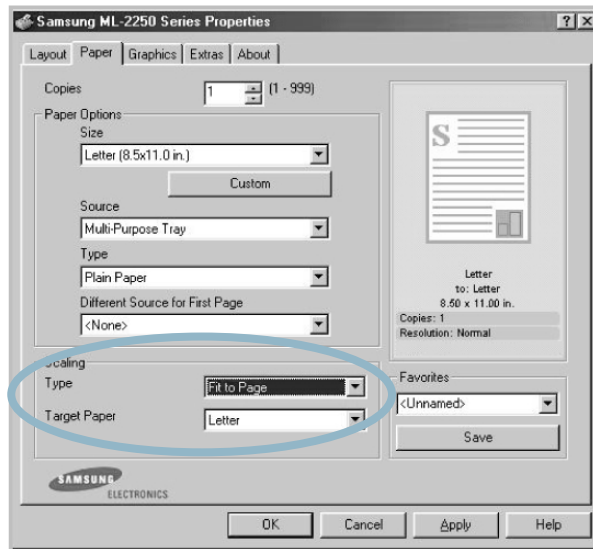 Samsung ML-2250 Series Properties
Layout Paper Graphics Extras About
Copies 1 (1 - 999)
Paper Options
Size
Letter (8.5x11.0 in.)
Custom
Source
Multi-Purpose Tray
Type
Plain Paper
Different Source for First Page
<None>
S
Letter
to: Letter
8.50 x 11.00 in.
Copies: 1
Resolution: Normal
Scaling
Type Fit to Page
Target Paper Letter
Favorites
<Unnamed>
Save
SAMSUNG
ELECTRONICS
OK Cancel Apply Help